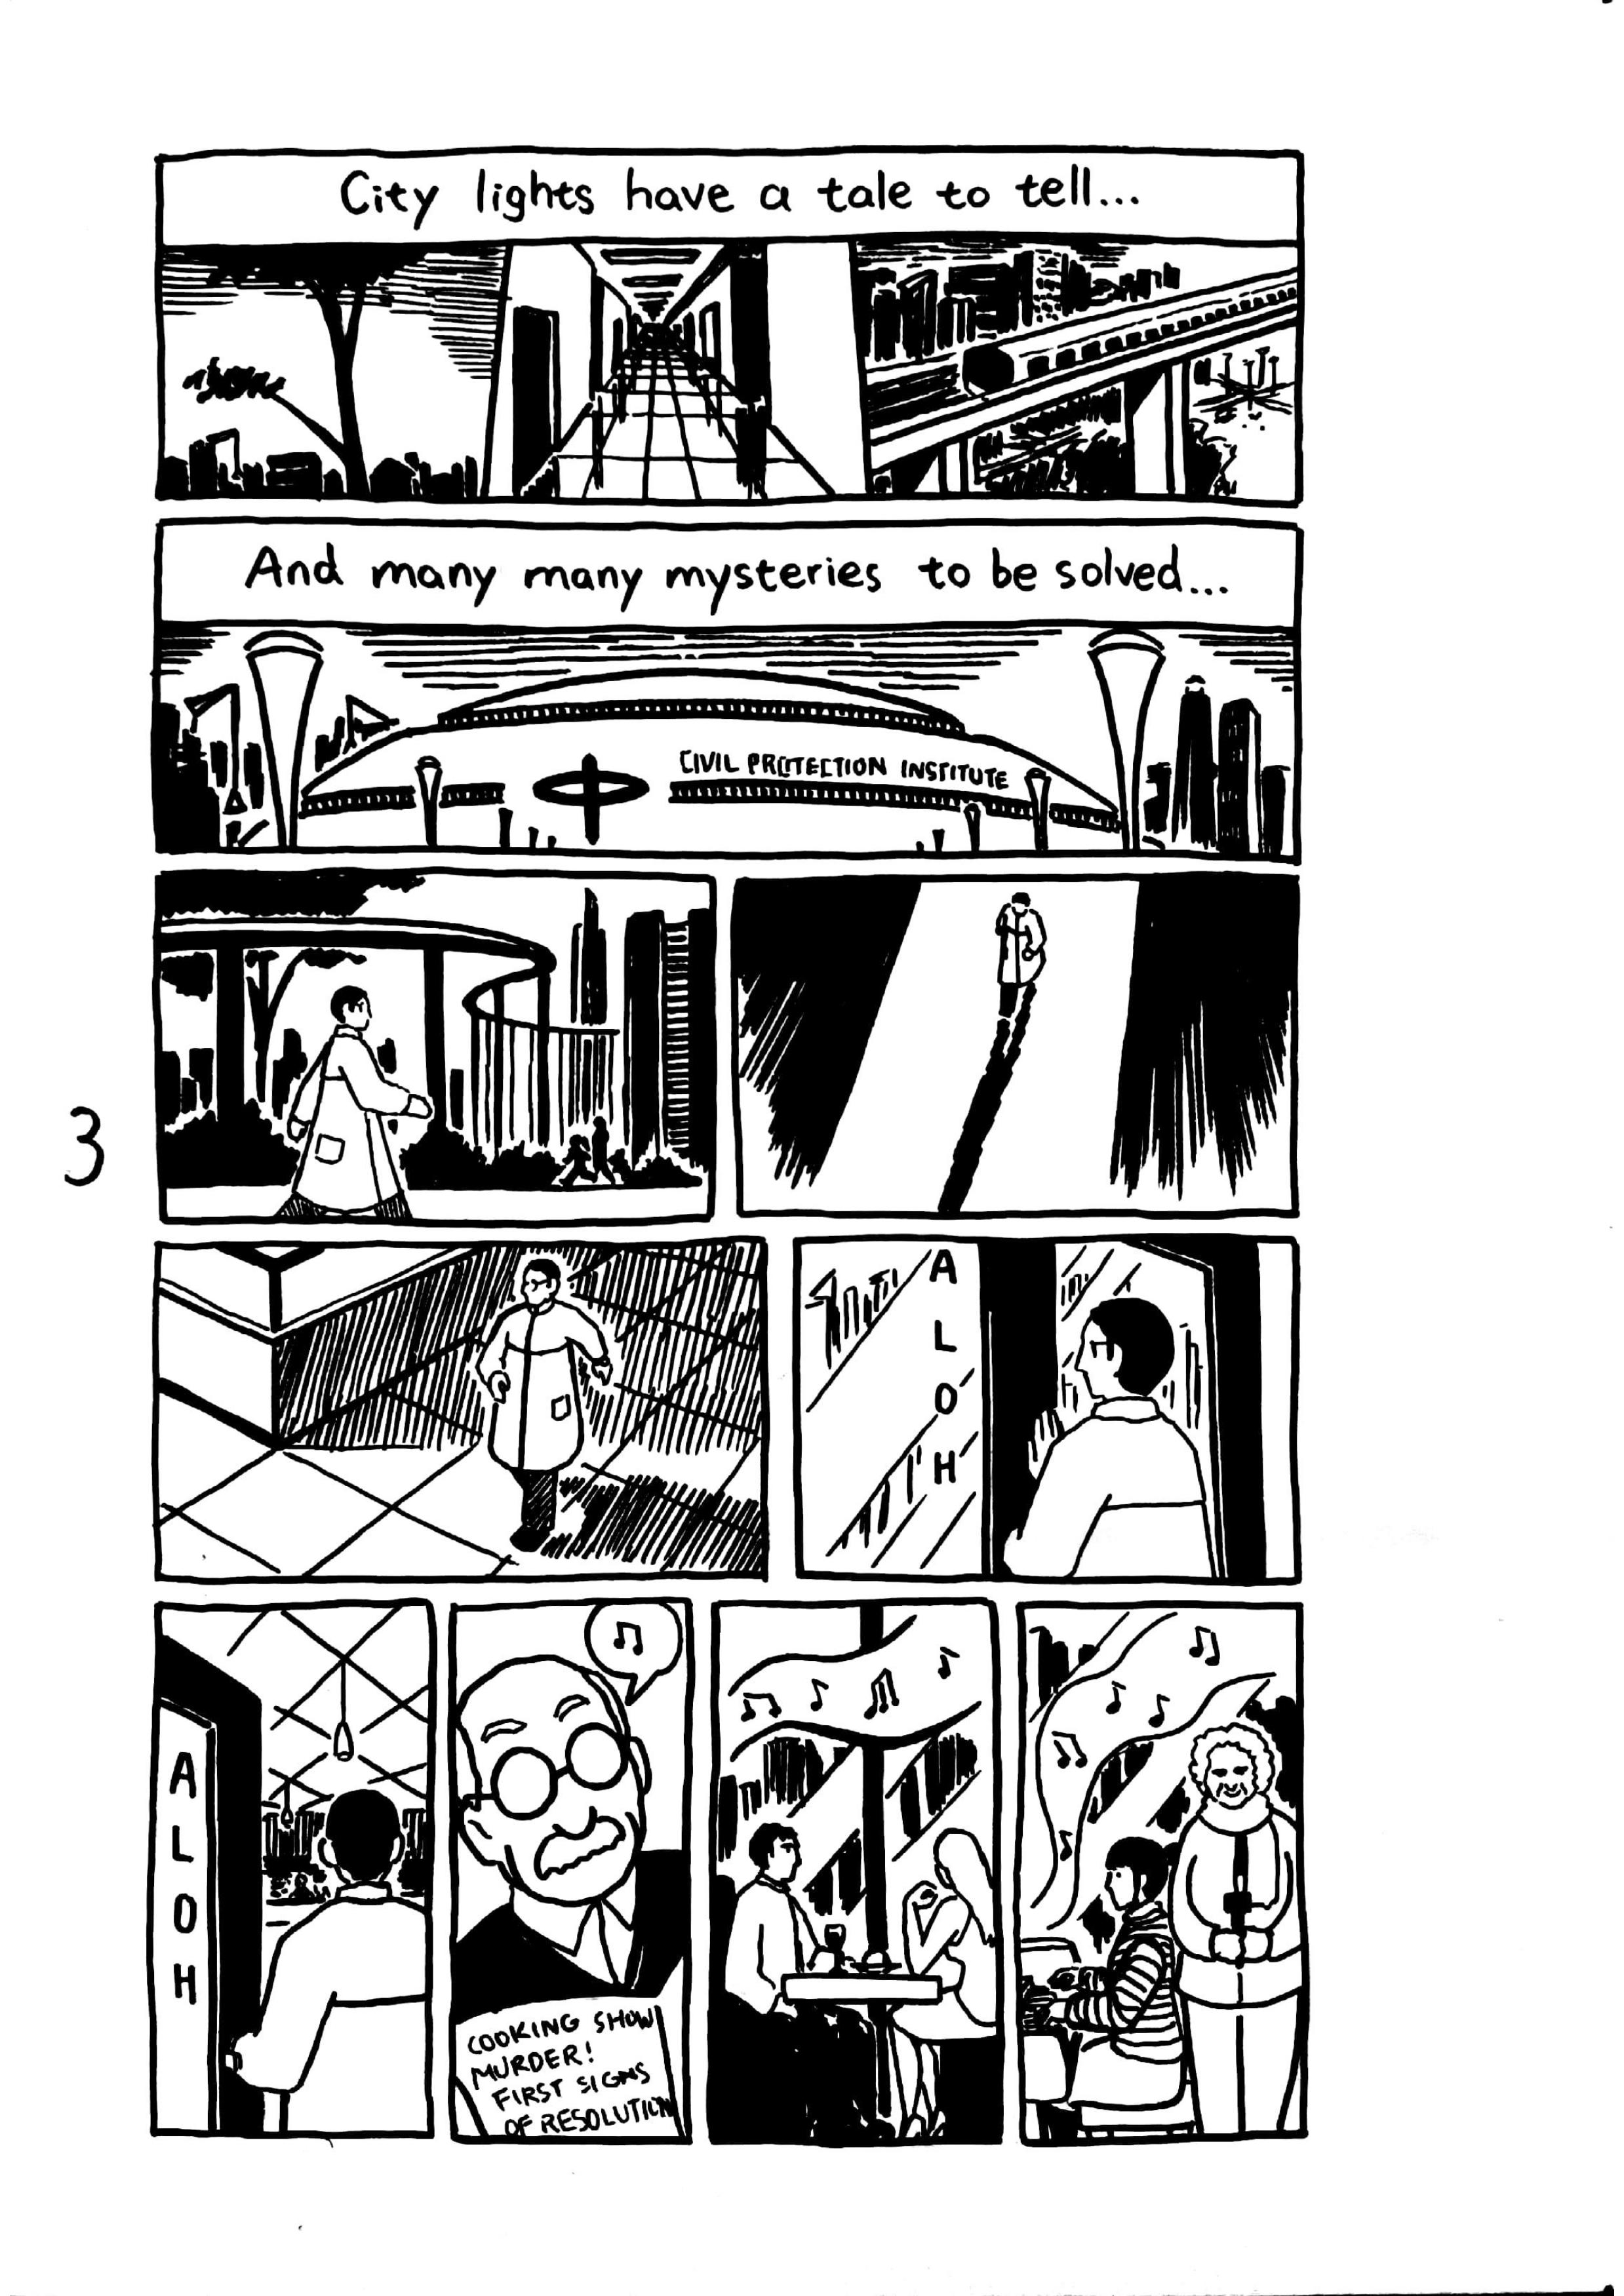 City lights have a tale to tell...
And many many mysteries to be solved...
CIVIL PROTECTION INSTITUTE
3
A
L
O
H
A
L
O
H
COOKING SHOW
MURDER!
FIRST SIGNS
OF RESOLUTION